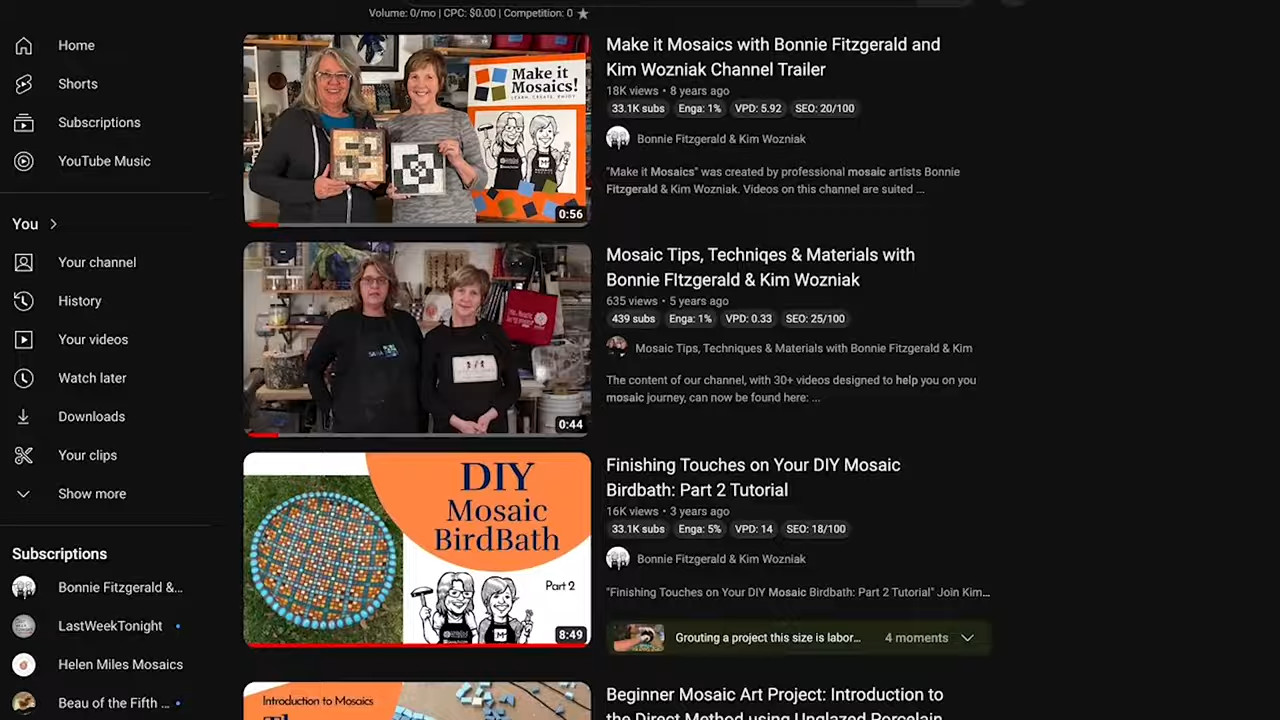 Volume: 0/mo | CPC: $0.00 | Competition: 0 ★
Home
Shorts
Subscriptions
YouTube Music
You
Your channel
History
Your videos
Watch later
Downloads
Your clips
Show more
Subscriptions
Bonnie Fitzgerald &...
LastWeekTonight
Helen Miles Mosaics
Beau of the Fifth ...
Make it
Mosaics!
LEARN, CREATE, ENJOY
0:56
Make it Mosaics with Bonnie Fitzgerald and
Kim Wozniak Channel Trailer
18K views • 8 years ago
33.1K subs Enga: 1% VPD: 5.92 SEO: 20/100
Bonnie Fitzgerald & Kim Wozniak
"Make it Mosaics" was created by professional mosaic artists Bonnie
Fitzgerald & Kim Wozniak. Videos on this channel are suited ...
0:44
Mosaic Tips, Techniqes & Materials with
Bonnie FItzgerald & Kim Wozniak
635 views • 5 years ago
439 subs Enga: 1% VPD: 0.33 SEO: 25/100
Mosaic Tips, Techniques & Materials with Bonnie Fitzgerald & Kim
The content of our channel, with 30+ videos designed to help you on you
mosaic journey, can now be found here: ...
DIY
Mosaic
BirdBath
Part 2
8:49
Finishing Touches on Your DIY Mosaic
Birdbath: Part 2 Tutorial
16K views • 3 years ago
33.1K subs Enga: 5% VPD: 14 SEO: 18/100
Bonnie Fitzgerald & Kim Wozniak
"Finishing Touches on Your DIY Mosaic Birdbath: Part 2 Tutorial" Join Kim...
Grouting a project this size is labor... 4 moments
Introduction to Mosaics
Beginner Mosaic Art Project: Introduction to
the Direct Method using Unglazed Porcelain